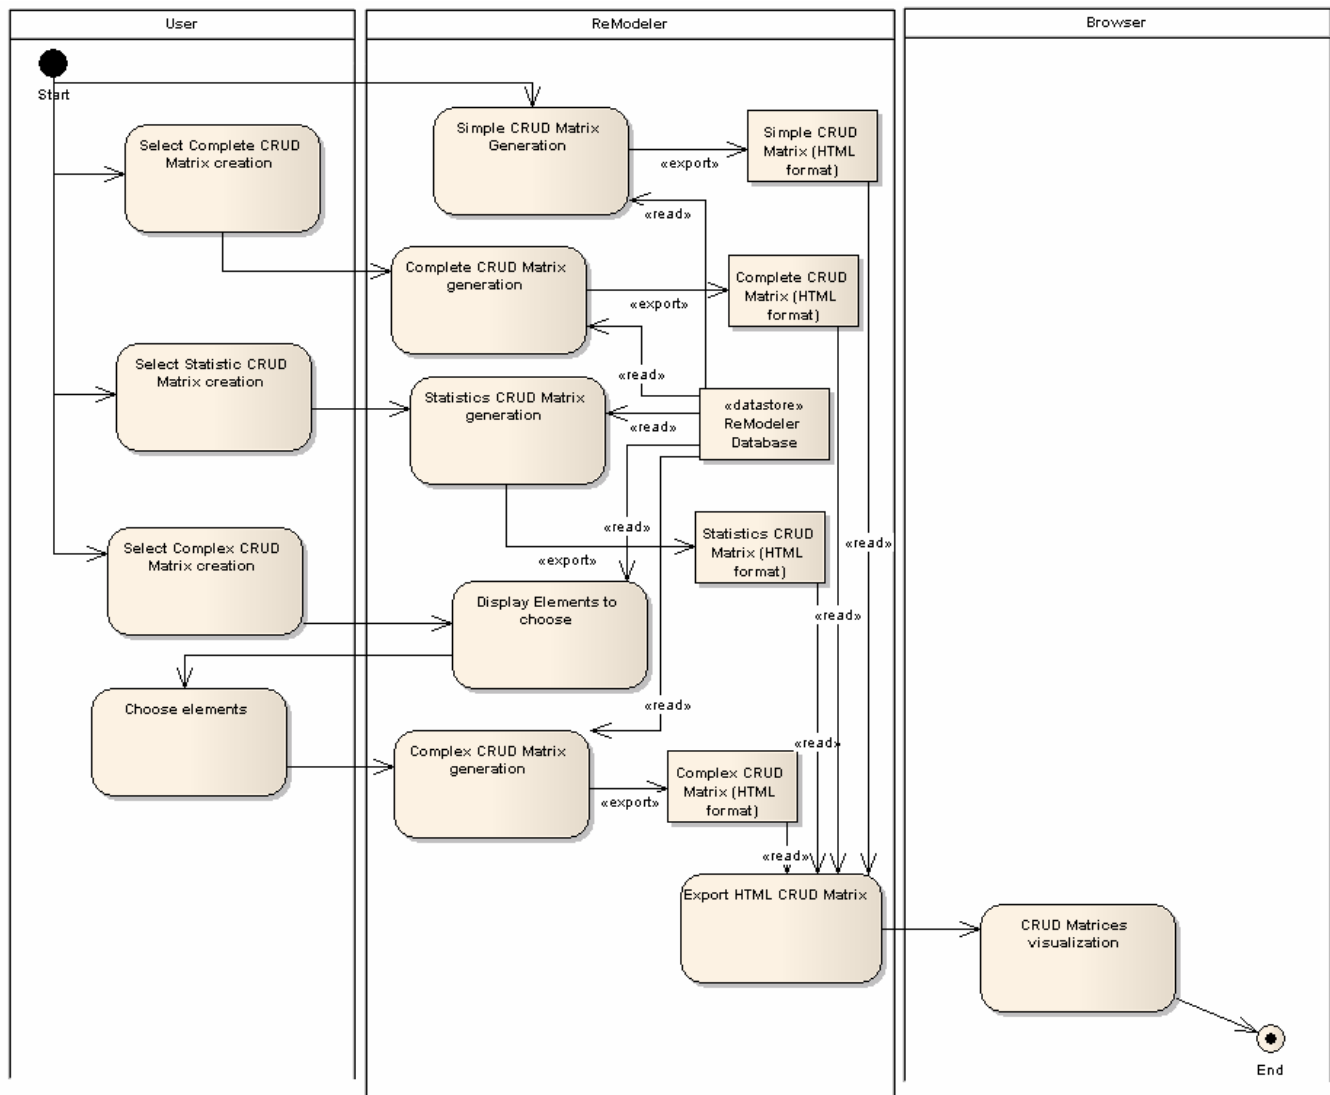 User
ReModeler
Browser
Start
Simple CRUD Matrix
Generation
Simple CRUD
Matrix (HTML
format)
«export»
Select Complete CRUD
Matrix creation
«read»
Complete CRUD Matrix
generation
Complete CRUD
Matrix (HTML
format)
«export»
Select Statistic CRUD
Matrix creation
«read»
Statistics CRUD Matrix
generation
«datastore»
ReModeler
Database
«read»
«read»
Statistics CRUD
Matrix (HTML
format)
«read»
Select Complex CRUD
Matrix creation
«export»
Display Elements to
choose
«read»
Choose elements
«read»
«read»
Complex CRUD Matrix
generation
Complex CRUD
Matrix (HTML
format)
«export»
«read»
Export HTML CRUD Matrix
CRUD Matrices
visualization
End